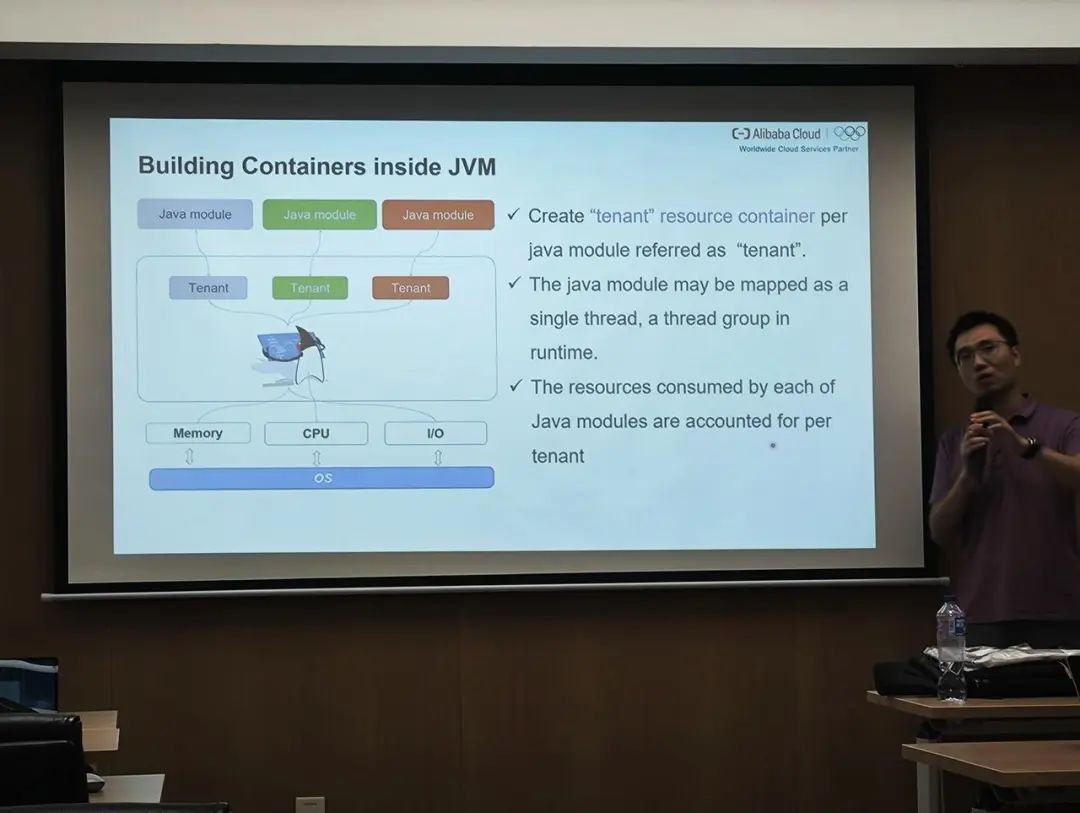 Alibaba Cloud
Worldwide Cloud Services Partner
Building Containers inside JVM
Java module
Java module
Java module
Tenant
Tenant
Tenant
Memory
CPU
I/O
OS
✓ Create “tenant” resource container per
java module referred as “tenant”.
✓ The java module may be mapped as a
single thread, a thread group in
runtime.
✓ The resources consumed by each of
Java modules are accounted for per
tenant